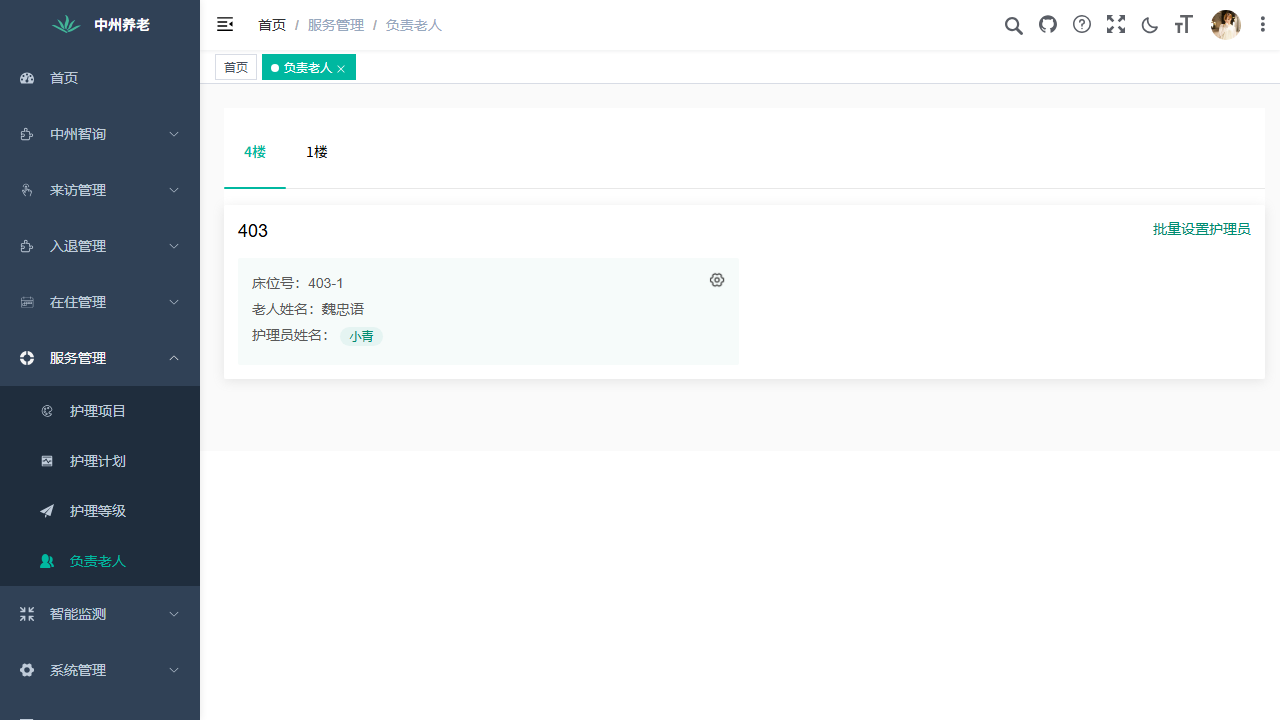 中州养老
首页
中州智询
来访管理
入退管理
在住管理
服务管理
护理项目
护理计划
护理等级
负责老人
智能监测
系统管理
首页 / 服务管理 / 负责老人
首页
负责老人
4楼
1楼
403
批量设置护理员
床位号：403-1
老人姓名：魏忠语
护理员姓名： 小青